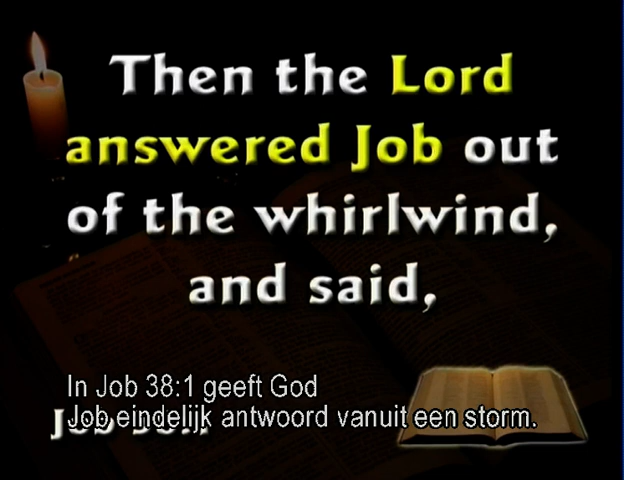 Then the Lord
answered Job out
of the whirlwind,
and said,
In Job 38:1 geeft God
Job eindelijk antwoord vanuit een storm.
Job